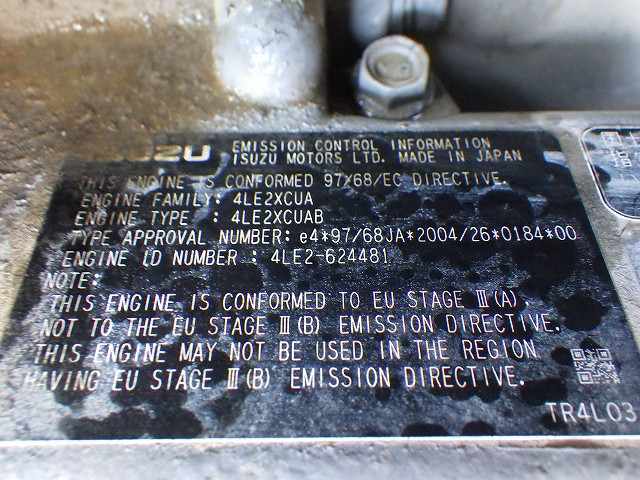 ISUZU
EMISSION CONTROL INFORMATION
ISUZU MOTORS LTD. MADE IN JAPAN
THIS ENGINE IS CONFORMED 97/68/EC DIRECTIVE.
ENGINE FAMILY: 4LE2XCUA
ENGINE TYPE : 4LE2XCUAB
TYPE APPROVAL NUMBER: e4*97/68JA*2004/26*0184*00
ENGINE ID NUMBER : 4LE2-624481
NOTE:
THIS ENGINE IS CONFORMED TO EU STAGE Ⅲ(A).
NOT TO THE EU STAGE Ⅲ(B) EMISSION DIRECTIVE.
THIS ENGINE MAY NOT BE USED IN THE REGION
HAVING EU STAGE Ⅲ(B) EMISSION DIRECTIVE.
TR4L03